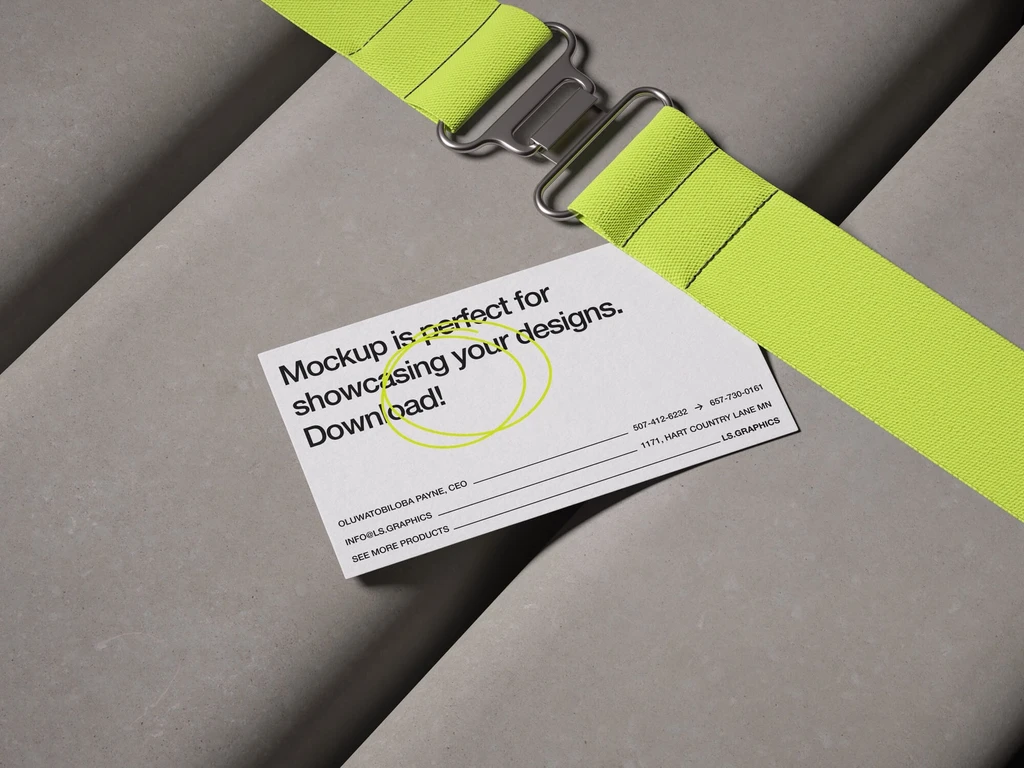 Mockup is perfect for
showcasing your designs.
Download!
OLUWATOBILOBA PAYNE, CEO 507-412-6232 → 657-730-0161
INFO@LS.GRAPHICS 1171, HART COUNTRY LANE MN
SEE MORE PRODUCTS LS.GRAPHICS